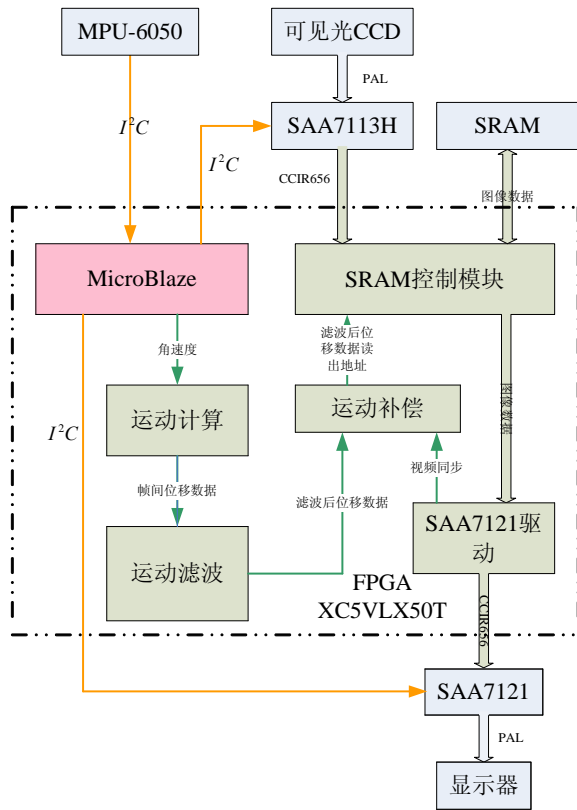 MPU-6050
可见光CCD
PAL
I²C
I²C
SAA7113H
SRAM
CCIR656
图像数据
MicroBlaze
SRAM控制模块
角速度
滤波后位
移数据读
出地址
图像数据
运动计算
运动补偿
I²C
帧间位移数据
滤波后位移数据
视频同步
运动滤波
SAA7121驱
动
FPGA
XC5VLX50T
CCIR656
SAA7121
PAL
显示器